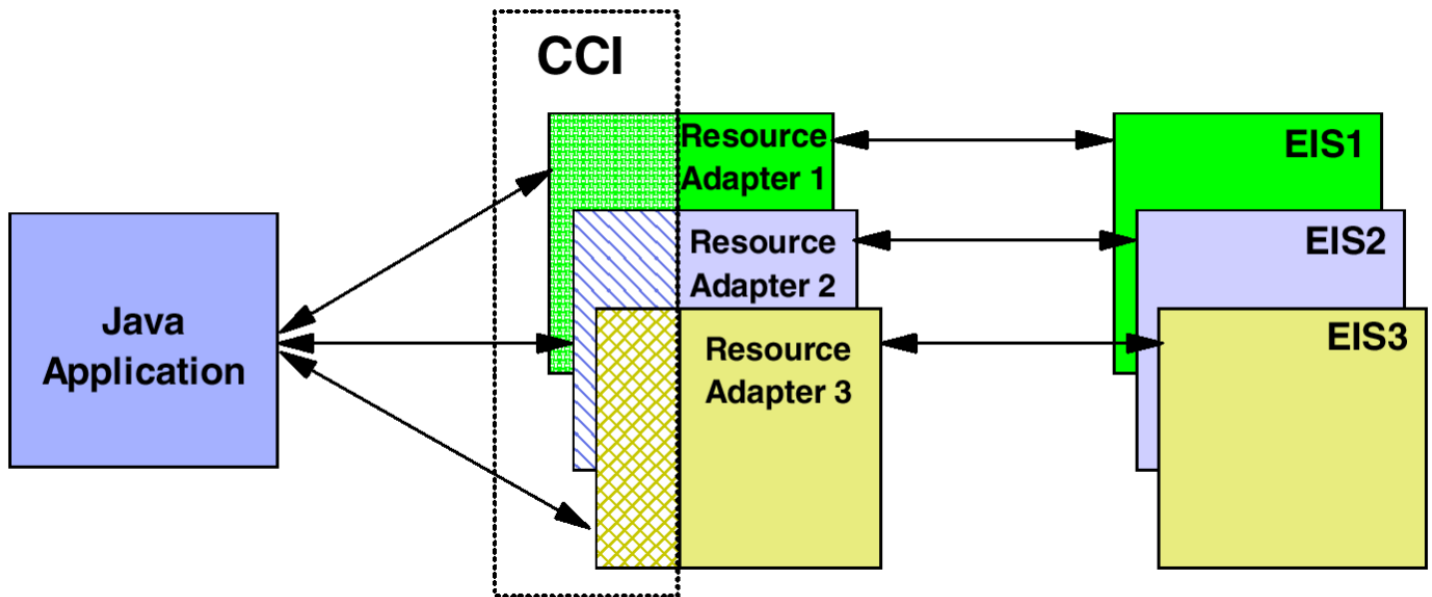 CCI
Resource
Adapter 1
EIS1
Resource
Adapter 2
EIS2
Java
Application
Resource
Adapter 3
EIS3